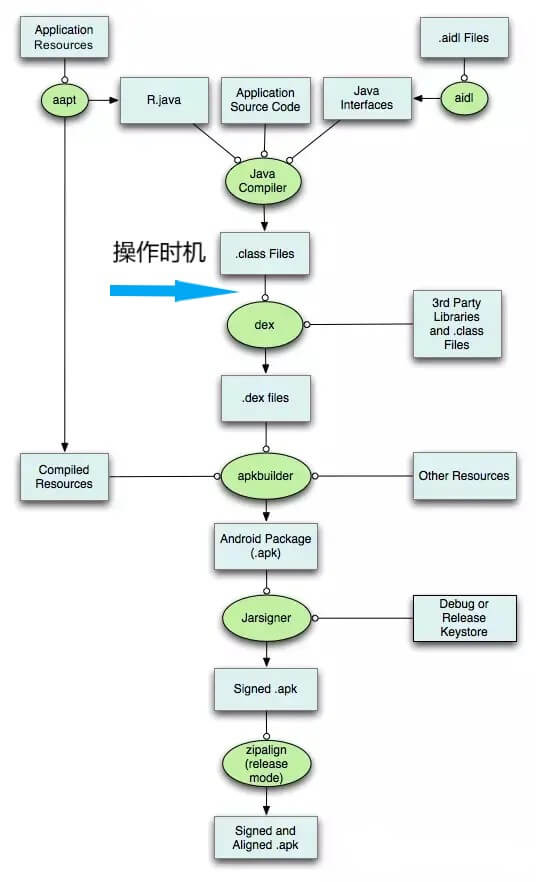 Application
Resources
.aidl Files
aapt
R.java
Application
Source Code
Java
Interfaces
aidl
Java
Compiler
操作时机
.class Files
dex
3rd Party
Libraries
and .class
Files
.dex files
Compiled
Resources
apkbuilder
Other Resources
Android Package
(.apk)
Jarsigner
Debug or
Release
Keystore
Signed .apk
zipalign
(release
mode)
Signed and
Aligned .apk